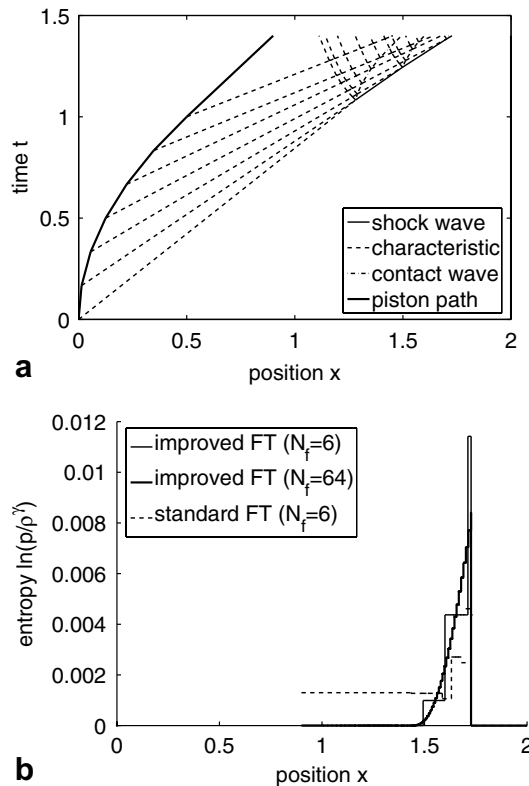 1.5
1
0.5
0
time t
shock wave
characteristic
contact wave
piston path
0 0.5 1 1.5 2
position x
a
0.012
0.01
0.008
0.006
0.004
0.002
0
entropy ln(p/ρ^γ)
improved FT (N_f=6)
improved FT (N_f=64)
standard FT (N_f=6)
0 0.5 1 1.5 2
position x
b